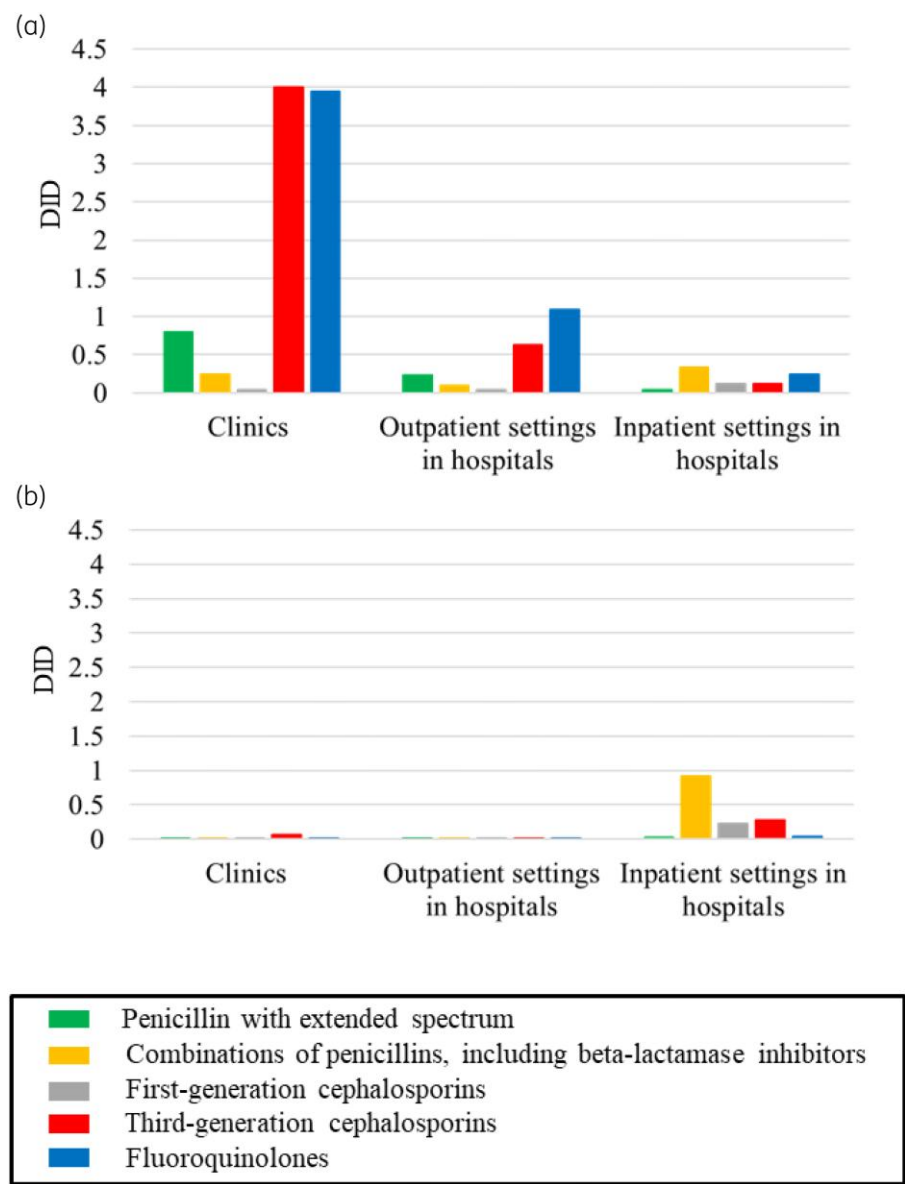 (a)
4.5
4
3.5
3
2.5
2
1.5
1
0.5
0
DID
Clinics
Outpatient settings
in hospitals
Inpatient settings in
hospitals
(b)
4.5
4
3.5
3
2.5
2
1.5
1
0.5
0
DID
Clinics
Outpatient settings
in hospitals
Inpatient settings in
hospitals
Penicillin with extended spectrum
Combinations of penicillins, including beta-lactamase inhibitors
First-generation cephalosporins
Third-generation cephalosporins
Fluoroquinolones